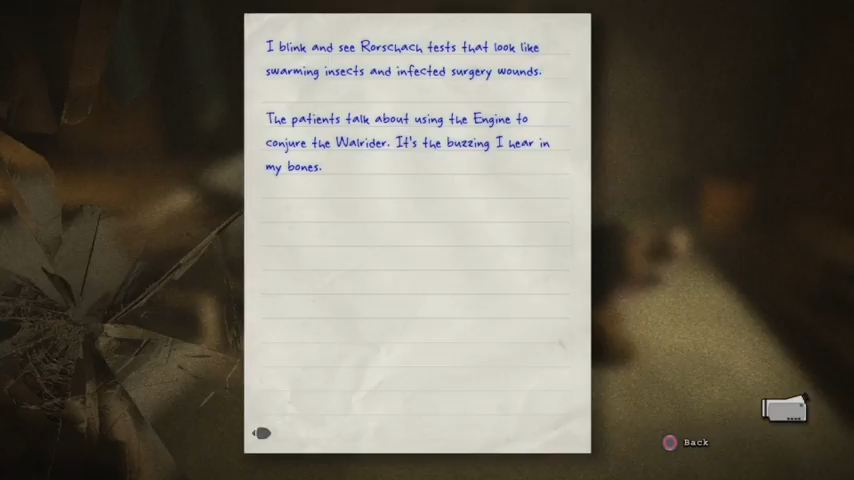 I blink and see Rorschach tests that look like
swarming insects and infected surgery wounds.
The patients talk about using the Engine to
conjure the Walrider. It's the buzzing I hear in
my bones.
Back